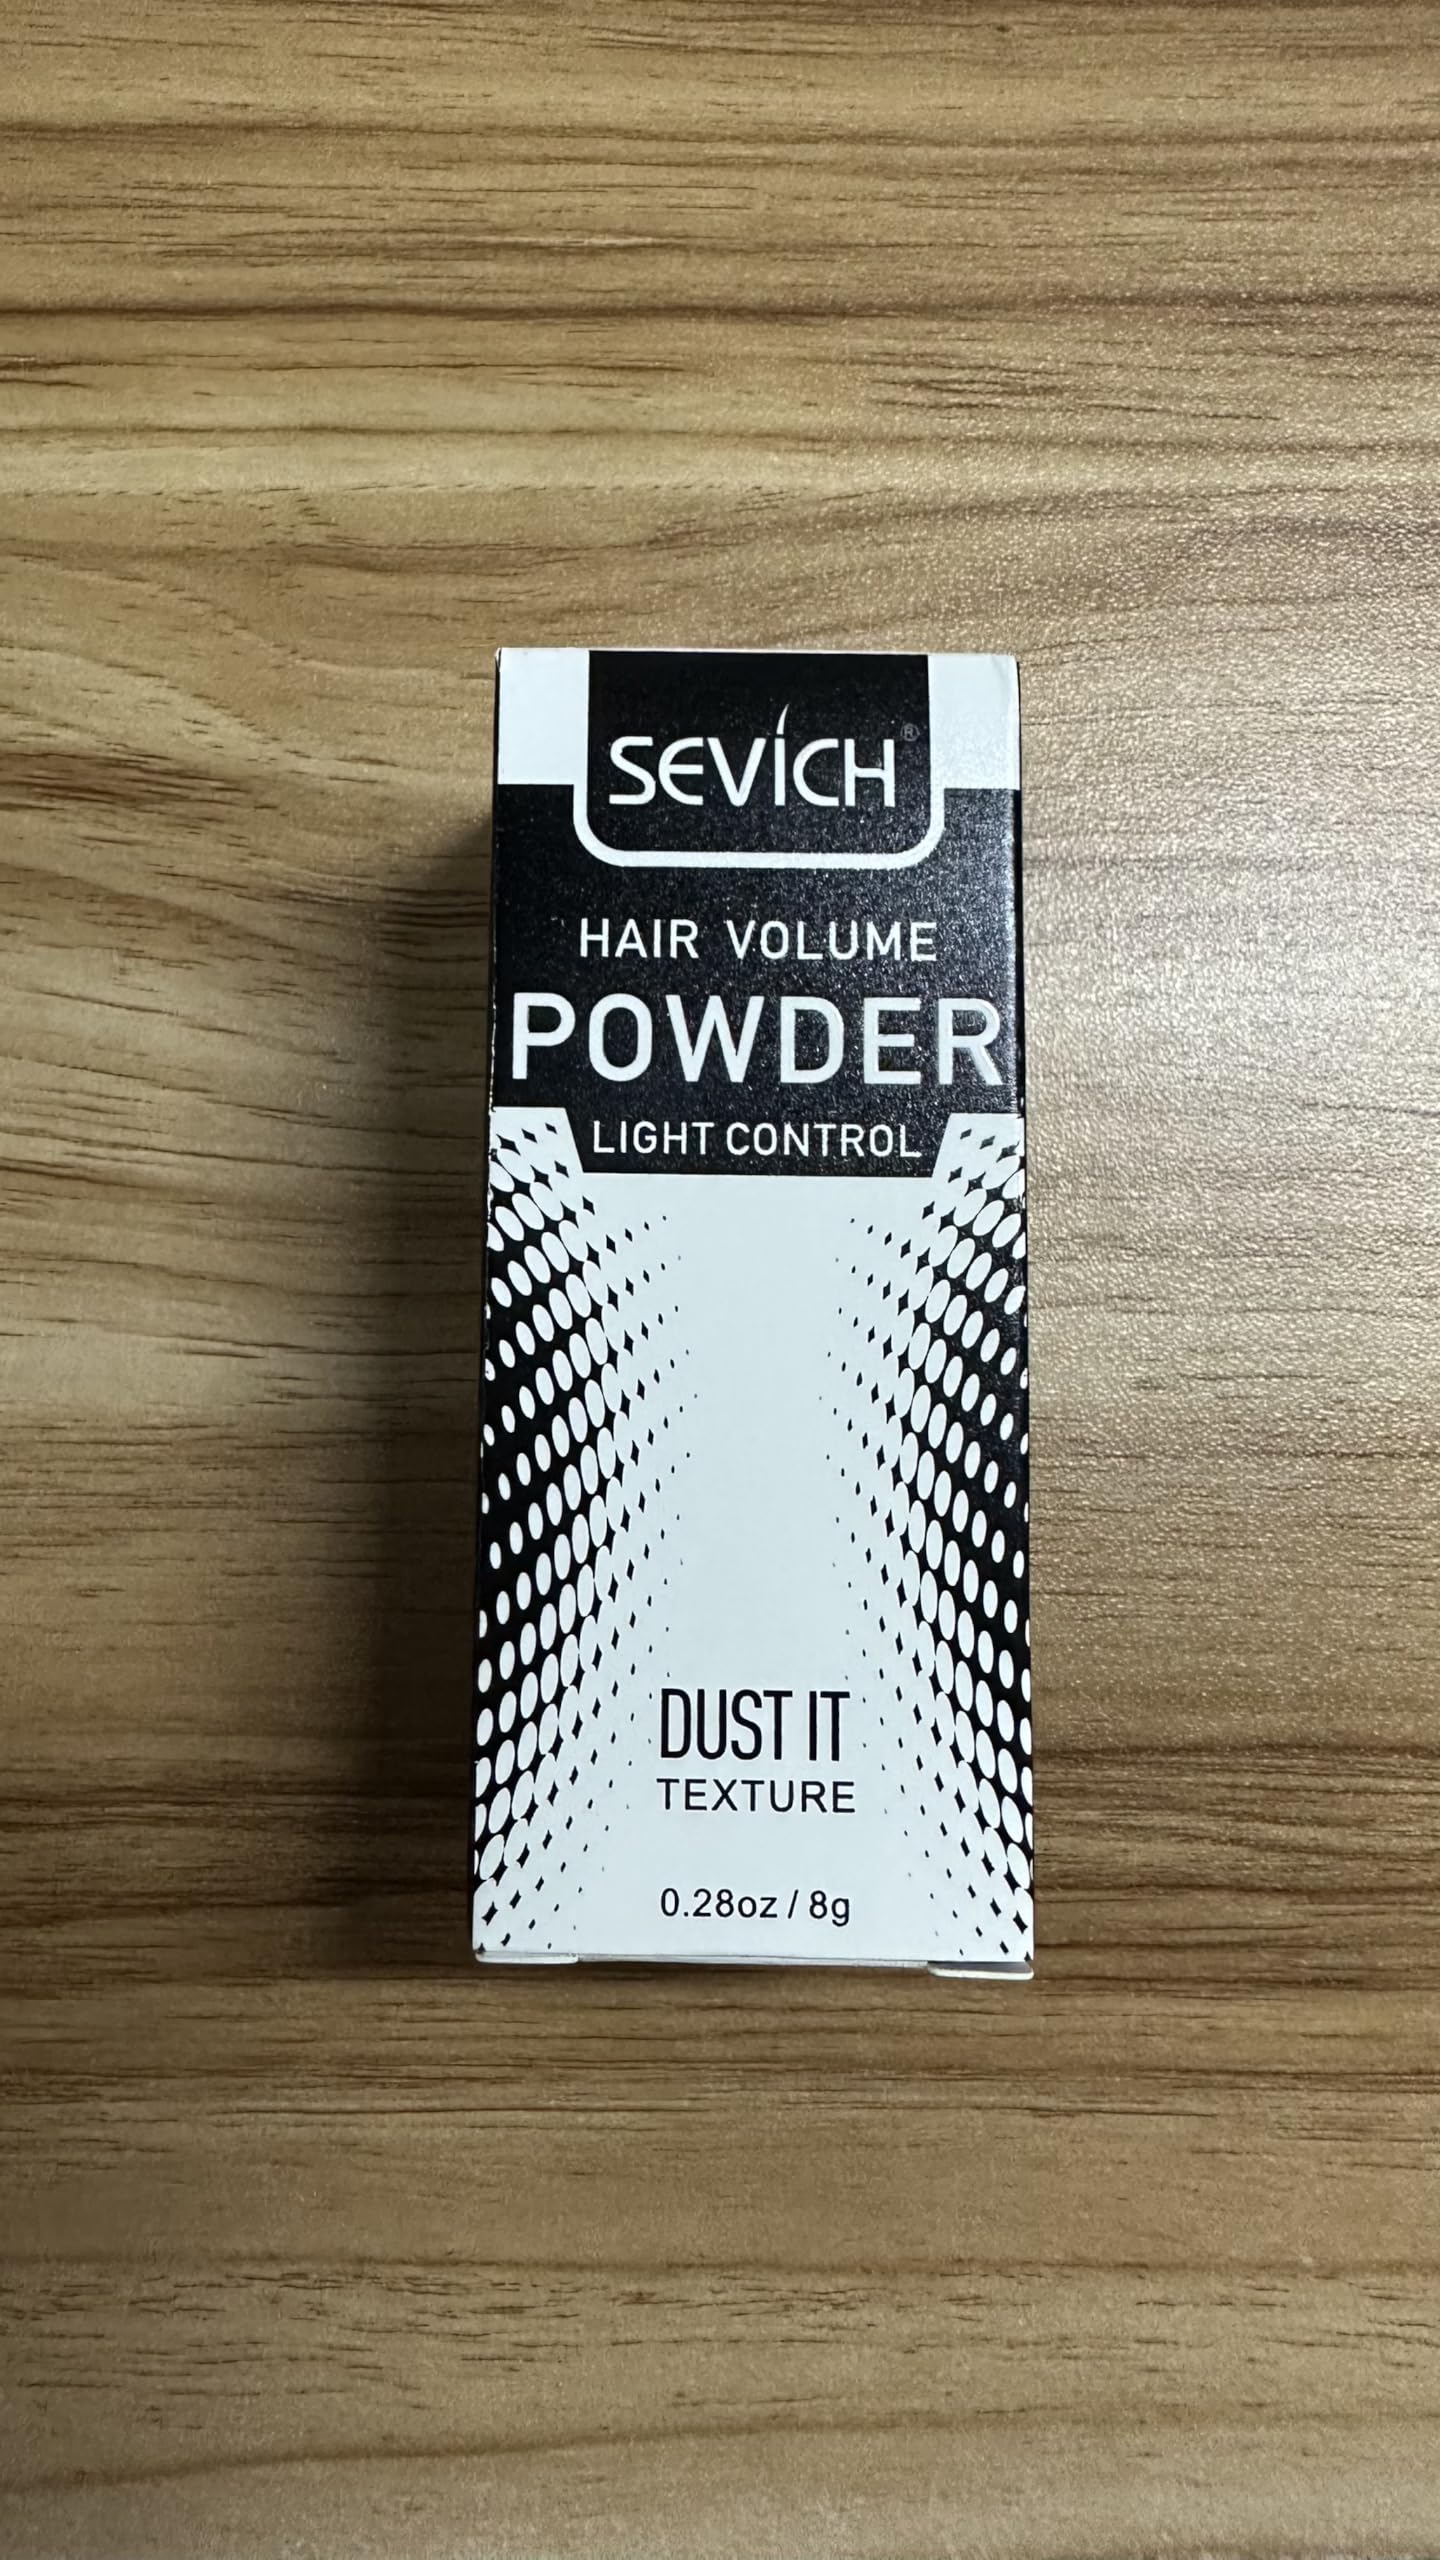 SEVICH®
HAIR VOLUME
POWDER
LIGHT CONTROL
DUST IT
TEXTURE
0.28oz / 8g